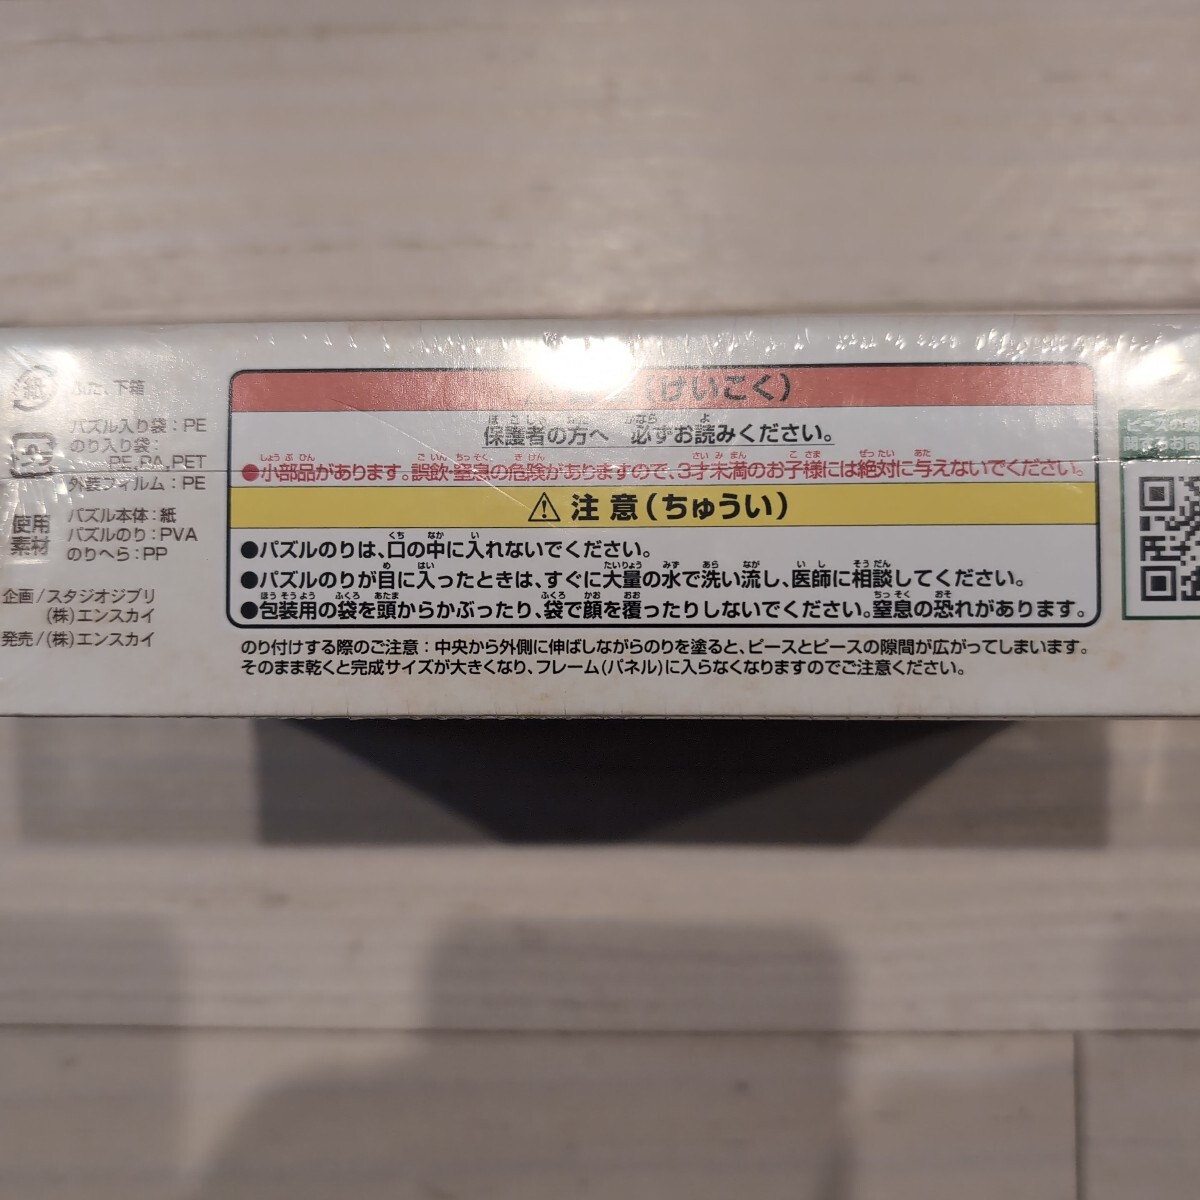 紙 ふた、下箱
パズル入り袋：PE
のり入り袋：
PE,PA,PET
外装フィルム：PE
使用素材
パズル本体：紙
パズルのり：PVA
のりへら：PP
企画/スタジオジブリ
(株)エンスカイ
発売/(株)エンスカイ
(けいこく)
保護者の方へ 必ずお読みください。
●小部品があります。誤飲・窒息の危険がありますので、3才未満のお子様には絶対に与えないでください。
⚠ 注意(ちゅうい)
●パズルのりは、口の中に入れないでください。
●パズルのりが目に入ったときは、すぐに大量の水で洗い流し、医師に相談してください。
●包装用の袋を頭からかぶったり、袋で顔を覆ったりしないでください。窒息の恐れがあります。
のり付けする際のご注意：中央から外側に伸ばしながらのりを塗ると、ピースとピースの隙間が広がってしまいます。
そのまま乾くと完成サイズが大きくなり、フレーム(パネル)に入らなくなりますのでご注意ください。
ピースの
関するお問